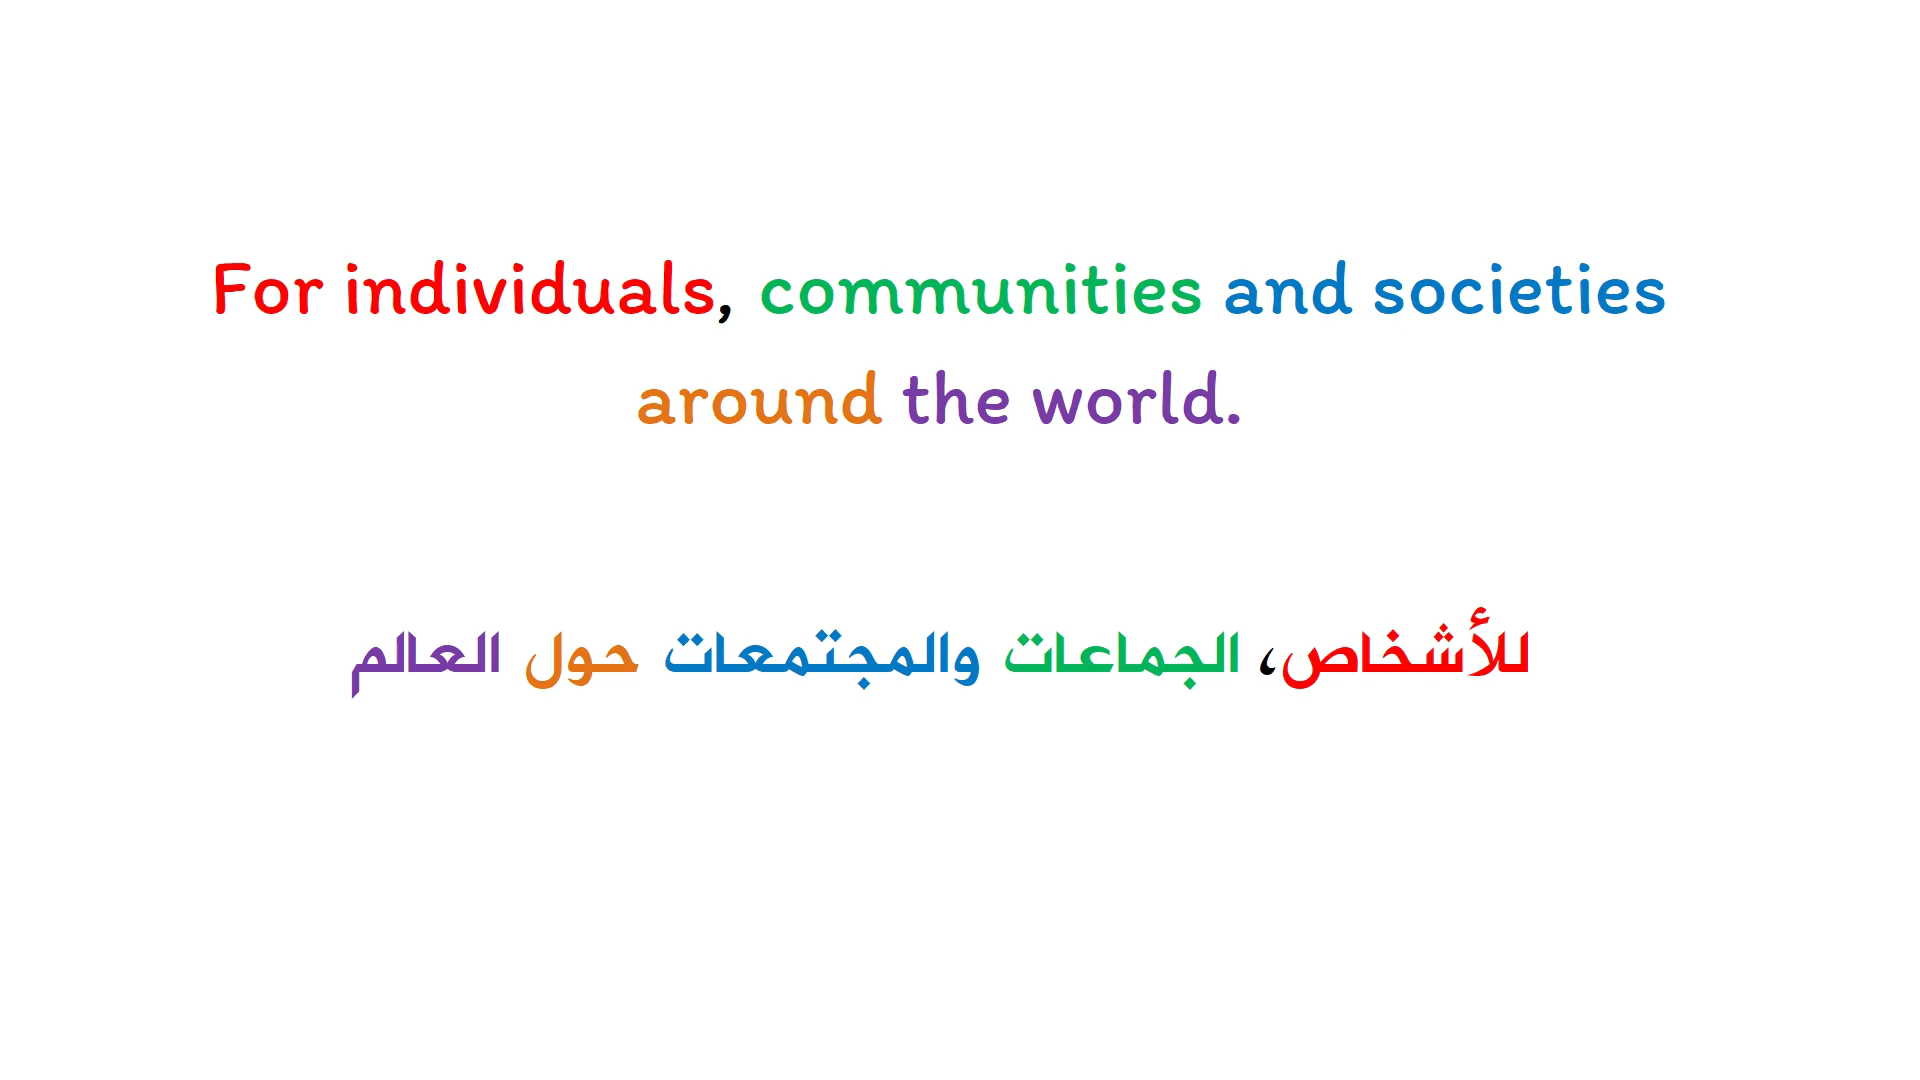 For individuals, communities and societies
around the world.
للأشخاص، الجماعات والمجتمعات حول العالم